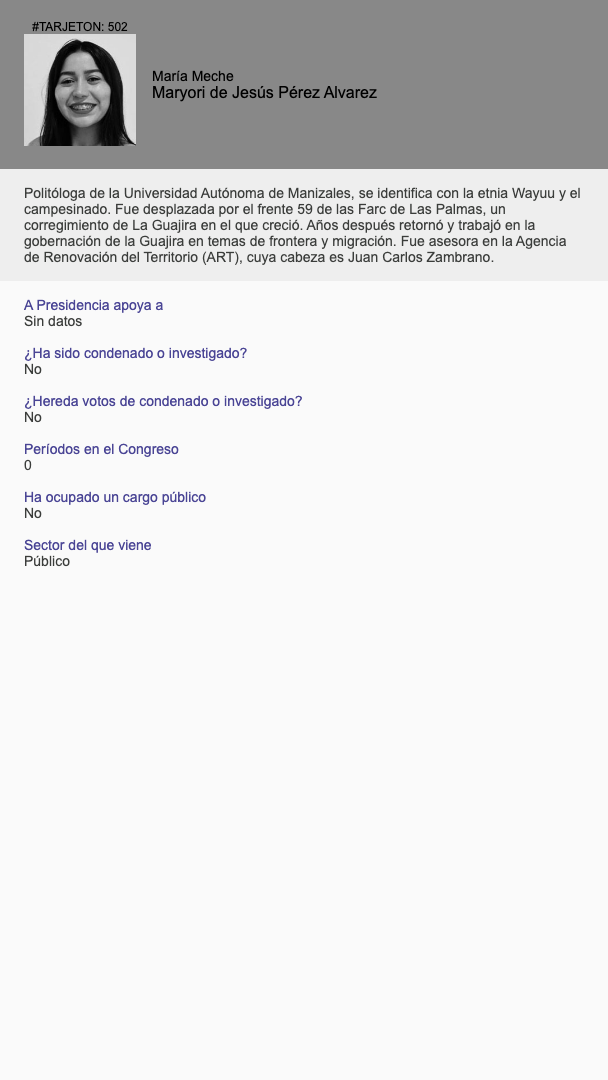 #TARJETON: 502
María Meche
Maryori de Jesús Pérez Alvarez
Politóloga de la Universidad Autónoma de Manizales, se identifica con la etnia Wayuu y el
campesinado. Fue desplazada por el frente 59 de las Farc de Las Palmas, un
corregimiento de La Guajira en el que creció. Años después retornó y trabajó en la
gobernación de la Guajira en temas de frontera y migración. Fue asesora en la Agencia
de Renovación del Territorio (ART), cuya cabeza es Juan Carlos Zambrano.
A Presidencia apoya a
Sin datos
¿Ha sido condenado o investigado?
No
¿Hereda votos de condenado o investigado?
No
Períodos en el Congreso
0
Ha ocupado un cargo público
No
Sector del que viene
Público